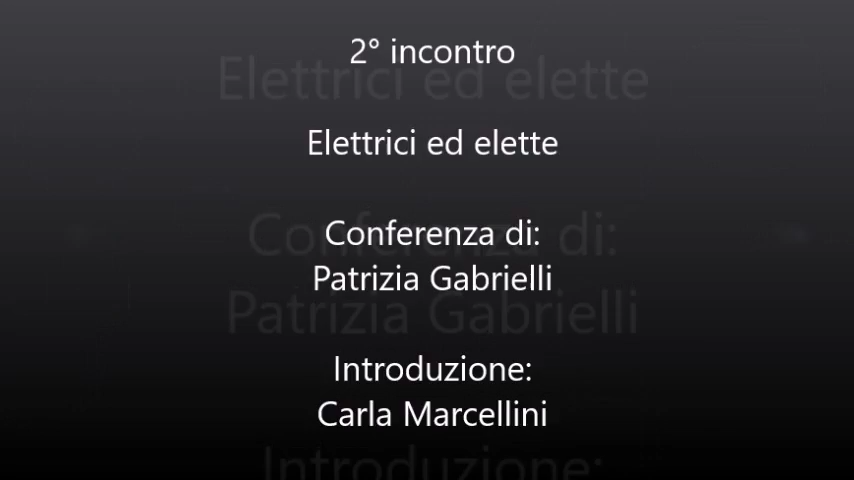 2° incontro
Elettrici ed elette
Conferenza di:
Patrizia Gabrielli
Introduzione:
Carla Marcellini